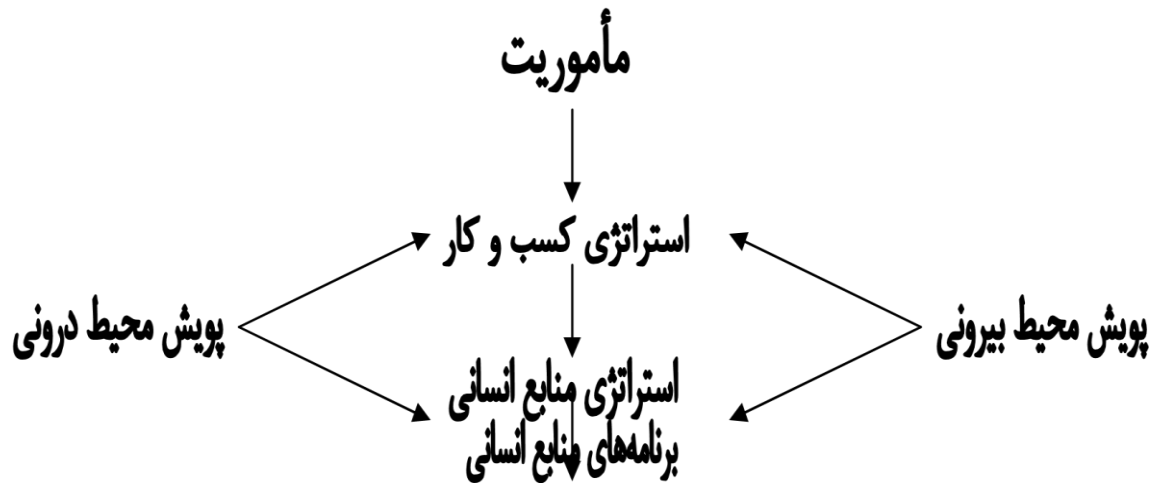 مأموریت
استراتژی کسب و کار
پویش محیط بیرونی
پویش محیط درونی
استراتژی منابع انسانی
برنامه‌های منابع انسانی